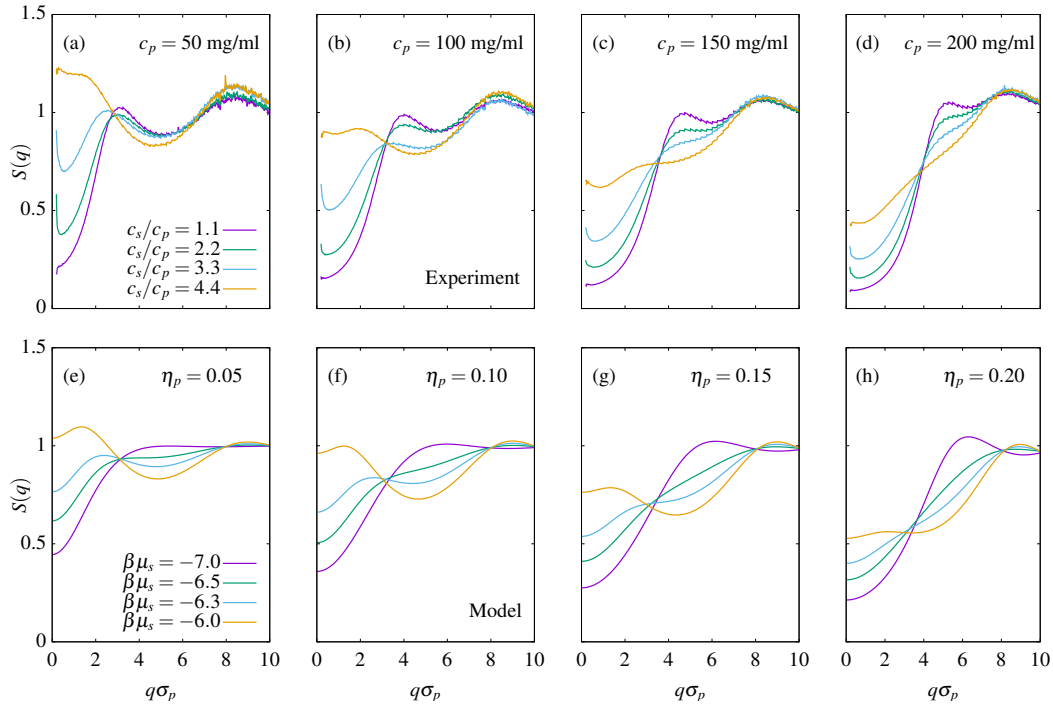 1.5
(a)
c_p = 50 mg/ml
(b)
c_p = 100 mg/ml
(c)
c_p = 150 mg/ml
(d)
c_p = 200 mg/ml
1
S(q)
0.5
c_s/c_p = 1.1
c_s/c_p = 2.2
c_s/c_p = 3.3
c_s/c_p = 4.4
Experiment
0
1.5
(e)
η_p = 0.05
(f)
η_p = 0.10
(g)
η_p = 0.15
(h)
η_p = 0.20
1
S(q)
0.5
βμ_s = −7.0
βμ_s = −6.5
βμ_s = −6.3
βμ_s = −6.0
Model
0
0 2 4 6 8 10
0 2 4 6 8 10
0 2 4 6 8 10
0 2 4 6 8 10
qσ_p
qσ_p
qσ_p
qσ_p